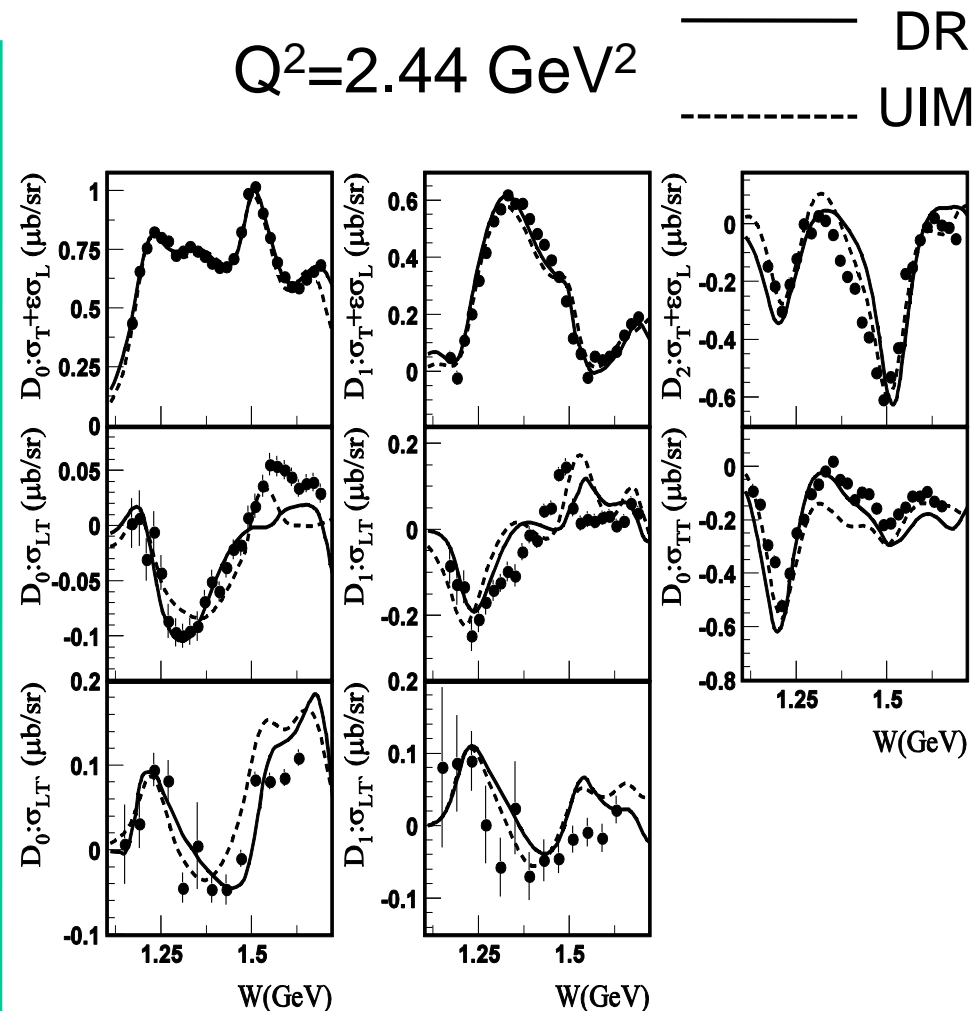 DR
Q²=2.44 GeV²
UIM
D₀:σ_T+εσ_L (μb/sr)
1
0.75
0.5
0.25
0
D₁:σ_T+εσ_L (μb/sr)
0.6
0.4
0.2
0
D₂:σ_T+εσ_L (μb/sr)
0
-0.2
-0.4
-0.6
D₀:σ_LT (μb/sr)
0.05
0
-0.05
-0.1
D₁:σ_LT (μb/sr)
0.2
0
-0.2
D₀:σ_TT (μb/sr)
0
-0.2
-0.4
-0.6
-0.8
1.25 1.5
W(GeV)
D₀:σ_LT' (μb/sr)
0.2
0.1
0
-0.1
1.25 1.5
W(GeV)
D₁:σ_LT' (μb/sr)
0.2
0.1
0
-0.1
1.25 1.5
W(GeV)